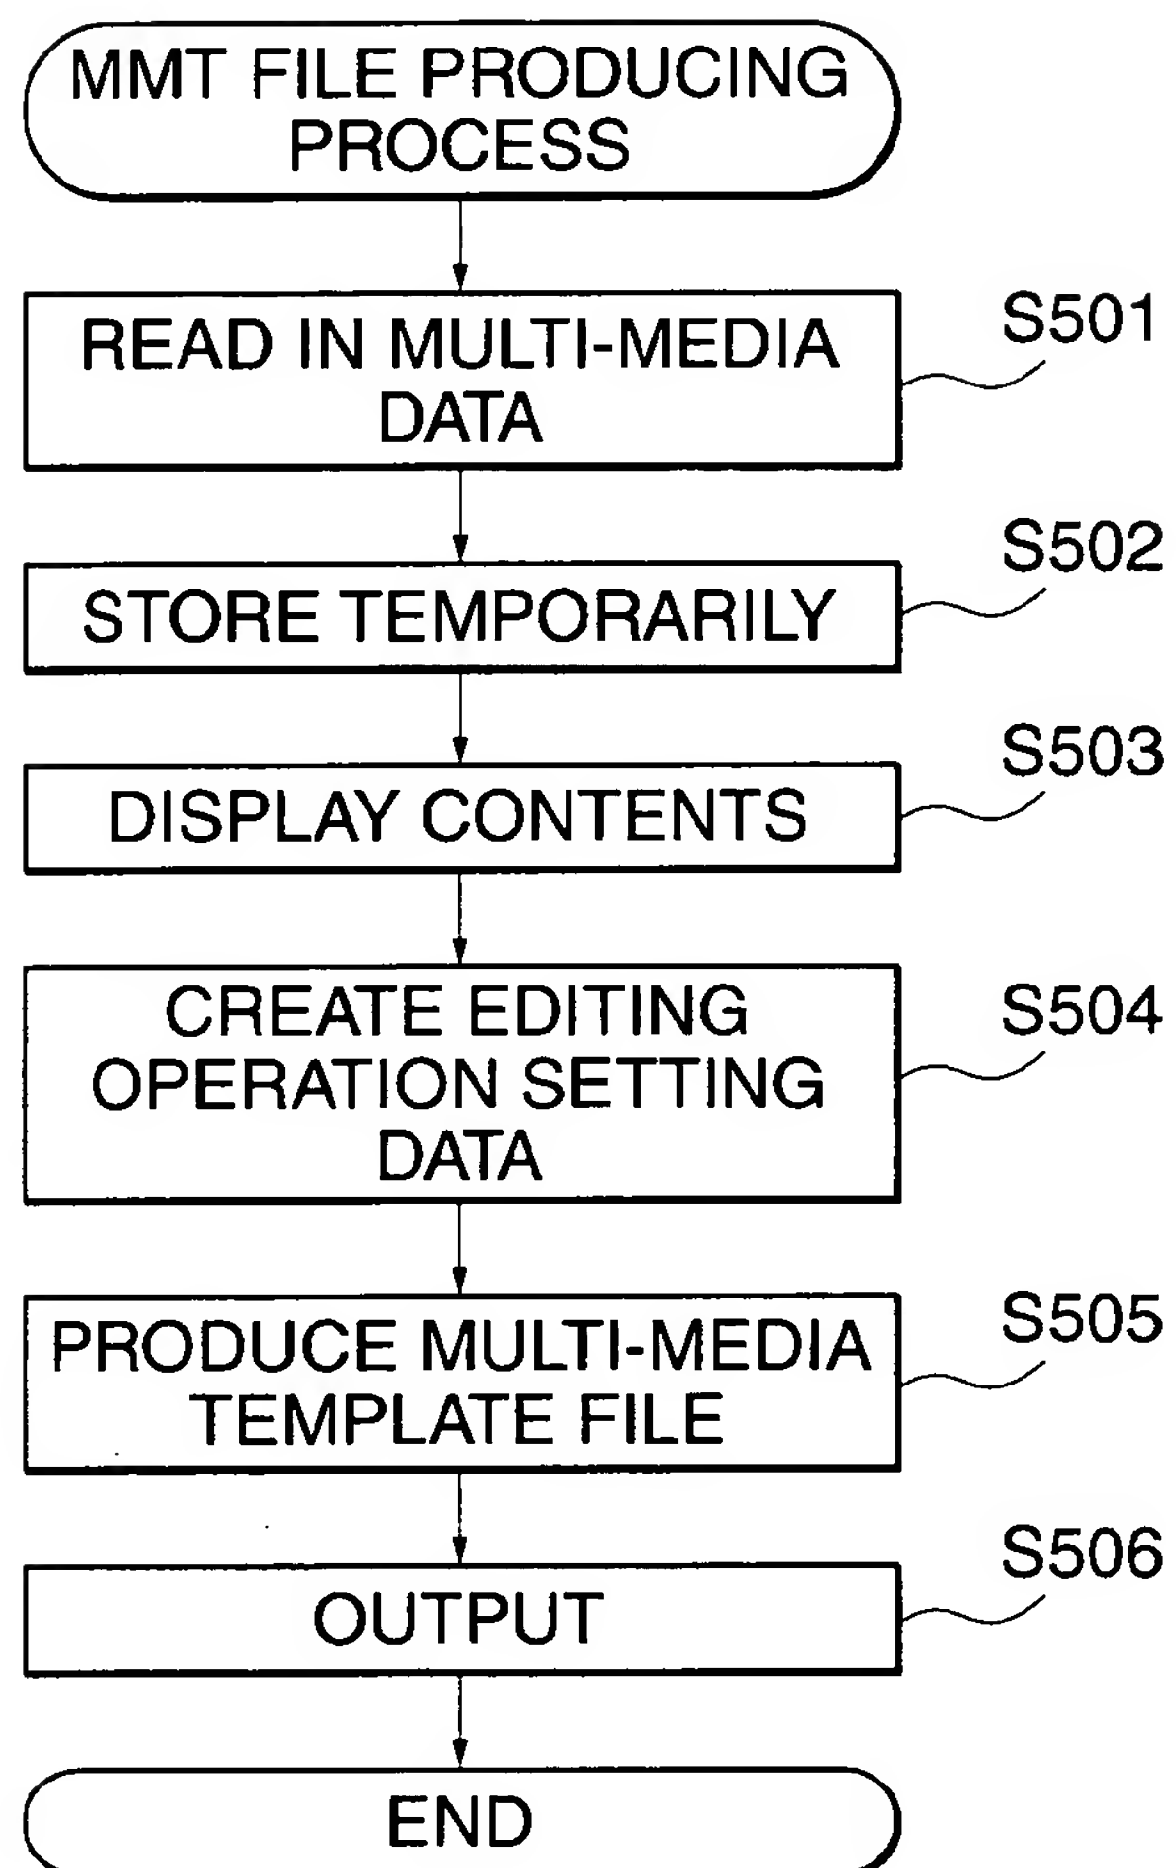 MMT FILE PRODUCING
PROCESS
READ IN MULTI-MEDIA
DATA
S501
STORE TEMPORARILY
S502
DISPLAY CONTENTS
S503
CREATE EDITING
OPERATION SETTING
DATA
S504
PRODUCE MULTI-MEDIA
TEMPLATE FILE
S505
OUTPUT
S506
END